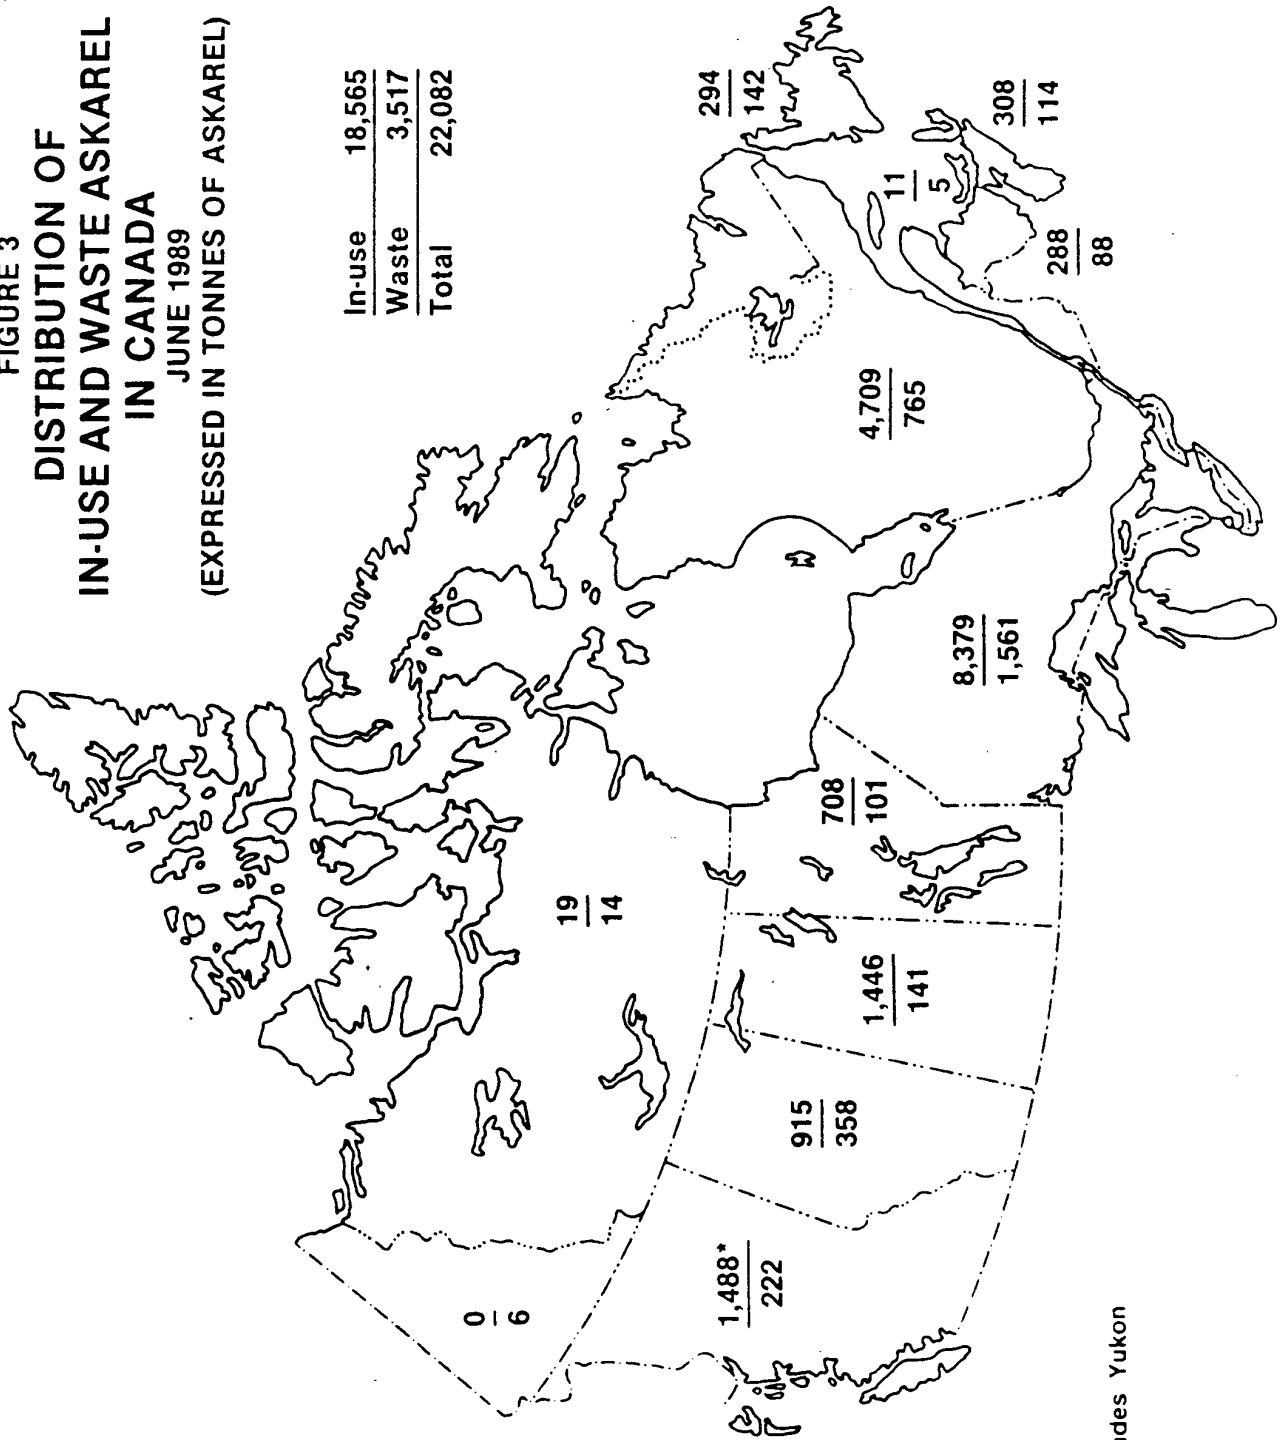 FIGURE 3
DISTRIBUTION OF
IN-USE AND WASTE ASKAREL
IN CANADA
JUNE 1989
(EXPRESSED IN TONNES OF ASKAREL)
In-use 18,565
Waste 3,517
Total 22,082
0
6
19
14
1,488*
222
915
358
1,446
141
708
101
8,379
1,561
4,709
765
294
142
11
5
308
114
288
88
Yukon